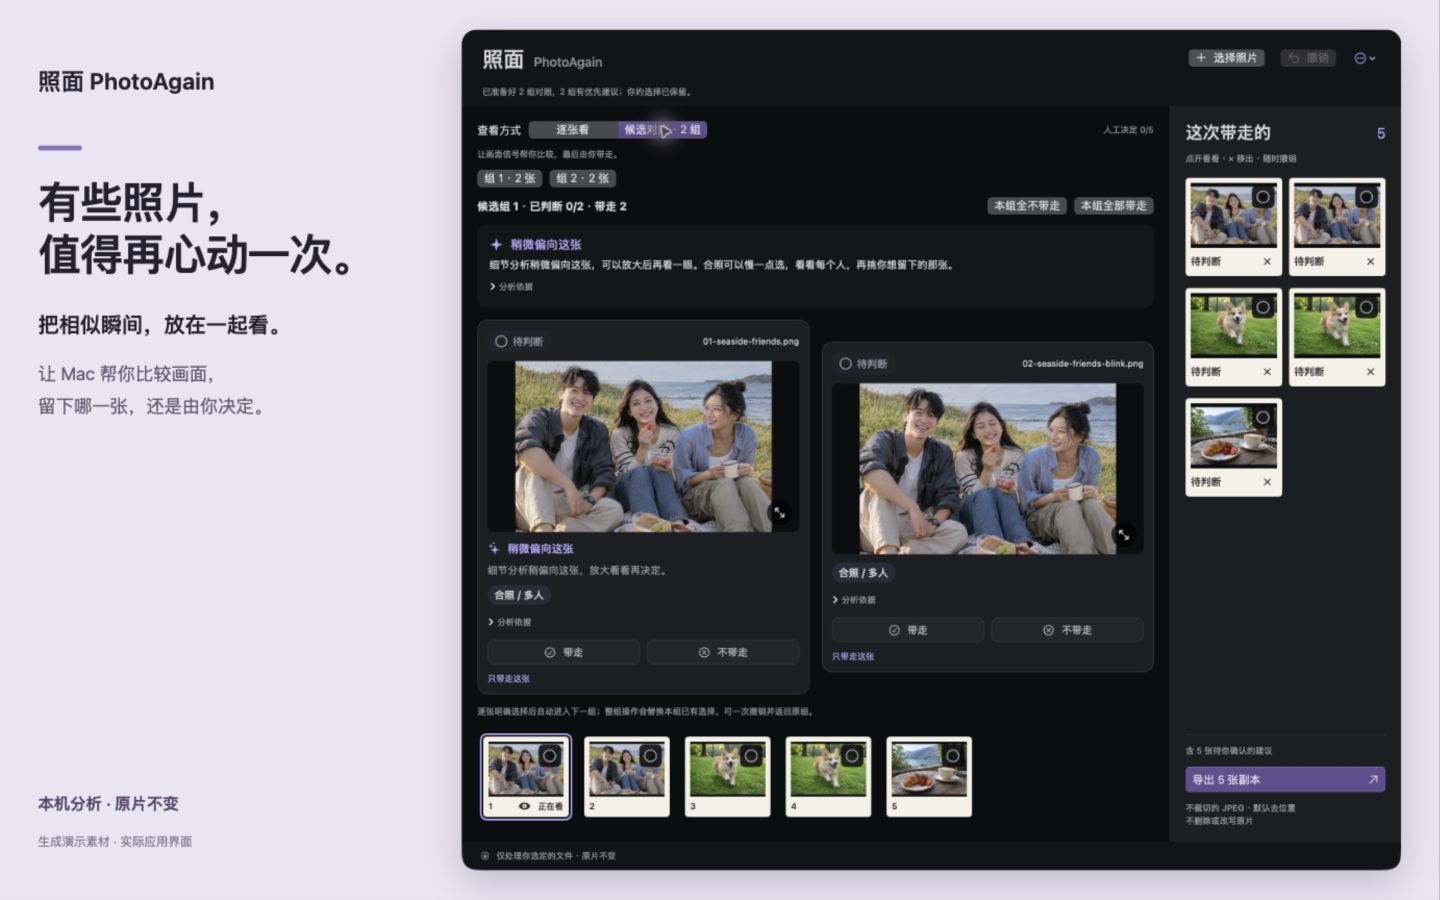 照面 PhotoAgain
有些照片，
值得再心动一次。
把相似瞬间，放在一起看。
让 Mac 帮你比较画面，
留下哪一张，还是由你决定。
本机分析 · 原片不变
生成演示素材 · 实际应用界面
照面 PhotoAgain
选择照片
撤销
已准备好 2 组对照，2 组有优先建议；你的选择已保留。
查看方式
逐张看
候选对 · 2 组
人工决定 0/5
让画面信号帮你比较，最后由你带走。
组 1 · 2 张
组 2 · 2 张
候选组 1 · 已判断 0/2 · 带走 2
本组全不带走
本组全部带走
稍微偏向这张
细节分析稍微偏向这张，可以放大后再看一眼。合照可以慢一点选，看看每个人，再挑你想留下的那张。
分析依据
待判断
01-seaside-friends.png
稍微偏向这张
细节分析稍微偏向这张，放大看看再决定。
合照 / 多人
分析依据
带走
不带走
只带走这张
待判断
02-seaside-friends-blink.png
合照 / 多人
分析依据
带走
不带走
只带走这张
逐张明确选择后自动进入下一组；整组操作会替换本组已有选择，可一次撤销并返回原组。
1 正在看
2
3
4
5
仅处理你选定的文件 · 原片不变
这次带走的 5
点开看看 · × 移出 · 随时撤销
待判断 ×
待判断 ×
待判断 ×
待判断 ×
待判断 ×
含 5 张待你确认的建议
导出 5 张副本
不裁切的 JPEG · 默认去位置
不删除或改写原片